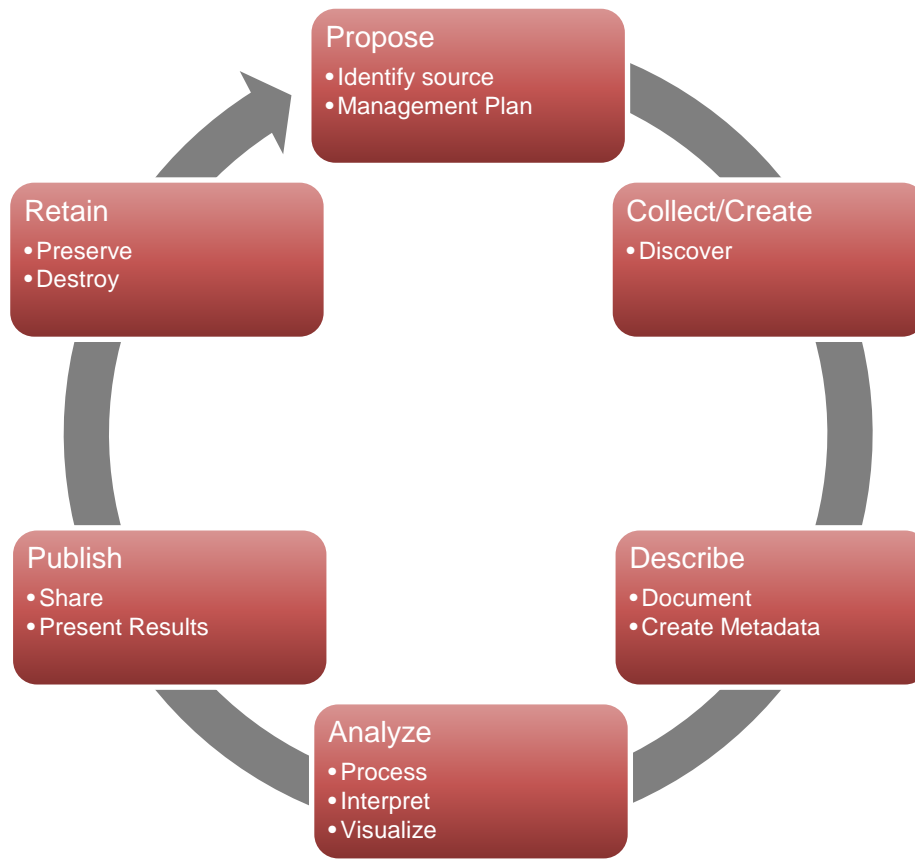 Propose
•Identify source
•Management Plan
Collect/Create
•Discover
Describe
•Document
•Create Metadata
Analyze
•Process
•Interpret
•Visualize
Publish
•Share
•Present Results
Retain
•Preserve
•Destroy